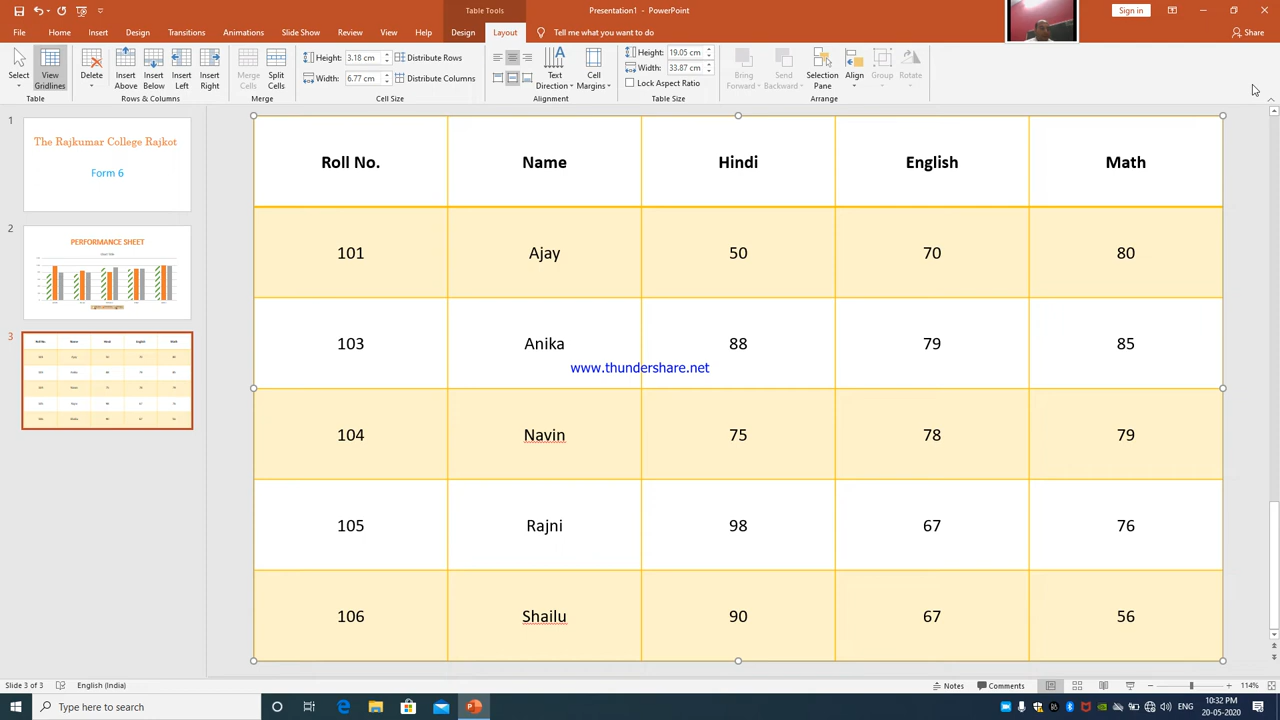 Table Tools
Presentation1 - PowerPoint
Sign in
File Home Insert Design Transitions Animations Slide Show Review View Help Design Layout Tell me what you want to do Share
Select View Gridlines
Table
Delete Insert Above Insert Below Insert Left Insert Right
Rows & Columns
Merge Cells Split Cells
Merge
Height: 3.18 cm Distribute Rows
Width: 6.77 cm Distribute Columns
Cell Size
Text Direction Cell Margins
Alignment
Height: 19.05 cm
Width: 33.87 cm
Lock Aspect Ratio
Table Size
Bring Forward Send Backward Selection Pane Align Group Rotate
Arrange
1
The Rajkumar College Rajkot
Form 6
2
PERFORMANCE SHEET
3
Roll No. Name Hindi English Math
101 Ajay 50 70 80
103 Anika 88 79 85
www.thundershare.net
104 Navin 75 78 79
105 Rajni 98 67 76
106 Shailu 90 67 56
Slide 3 of 3 English (India) Notes Comments 114%
Type here to search
ENG
10:32 PM
20-05-2020